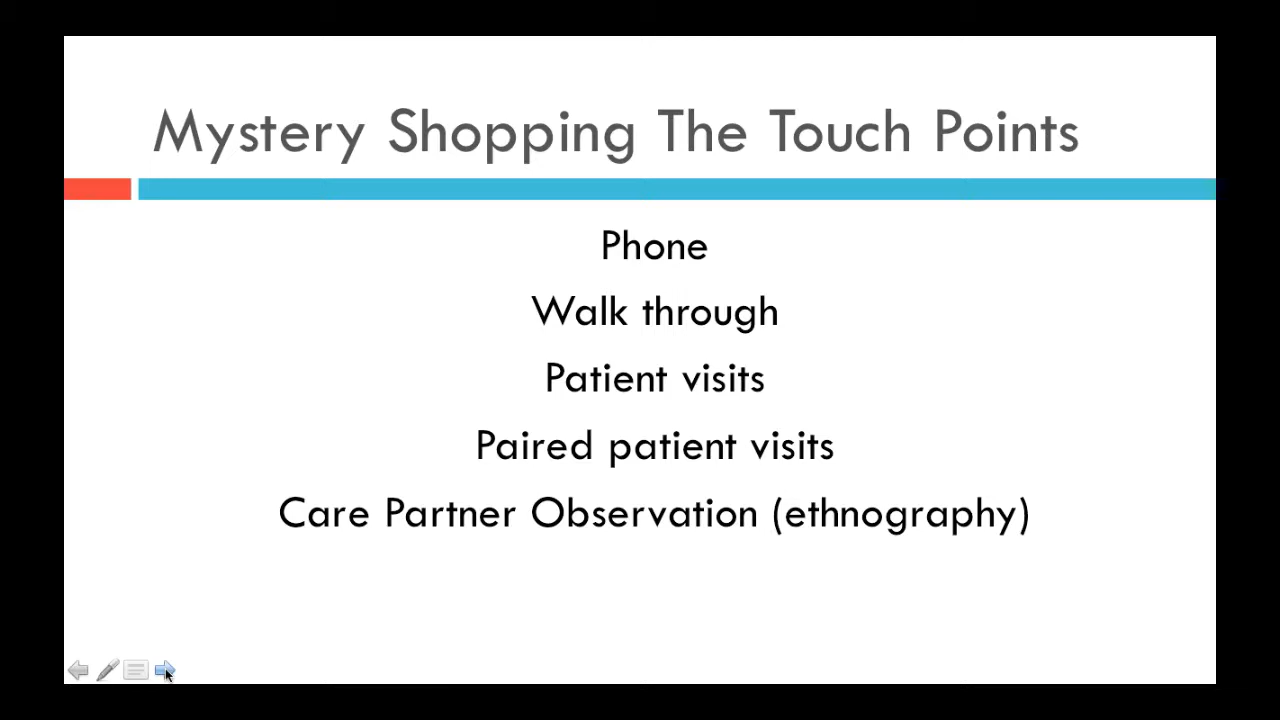 Mystery Shopping The Touch Points
Phone
Walk through
Patient visits
Paired patient visits
Care Partner Observation (ethnography)